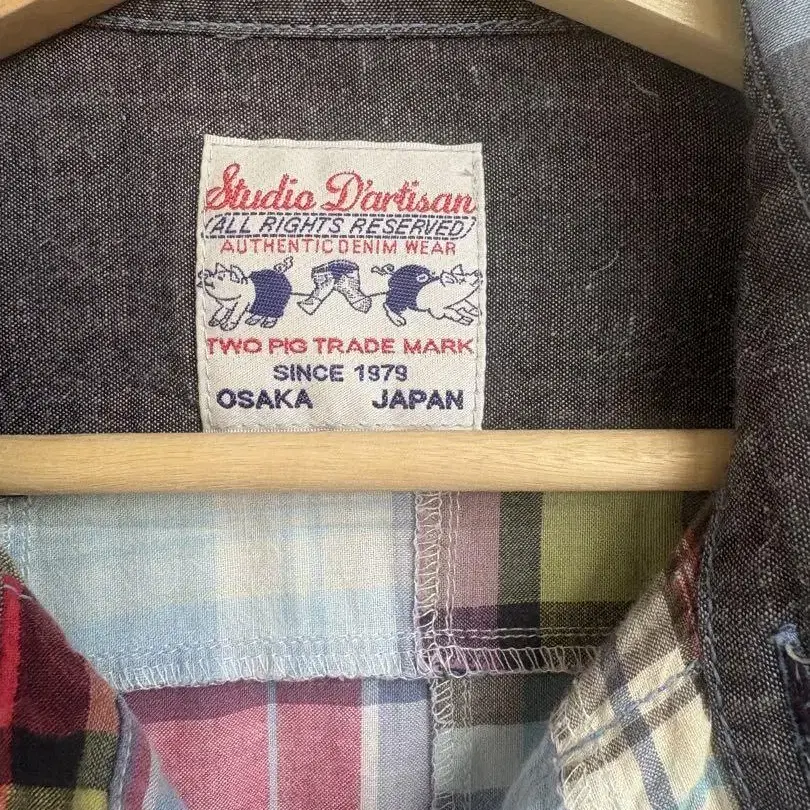 Studio D'artisan
(ALL RIGHTS RESERVED)
AUTHENTIC DENIM WEAR
TWO PIG TRADE MARK
SINCE 1979
OSAKA JAPAN